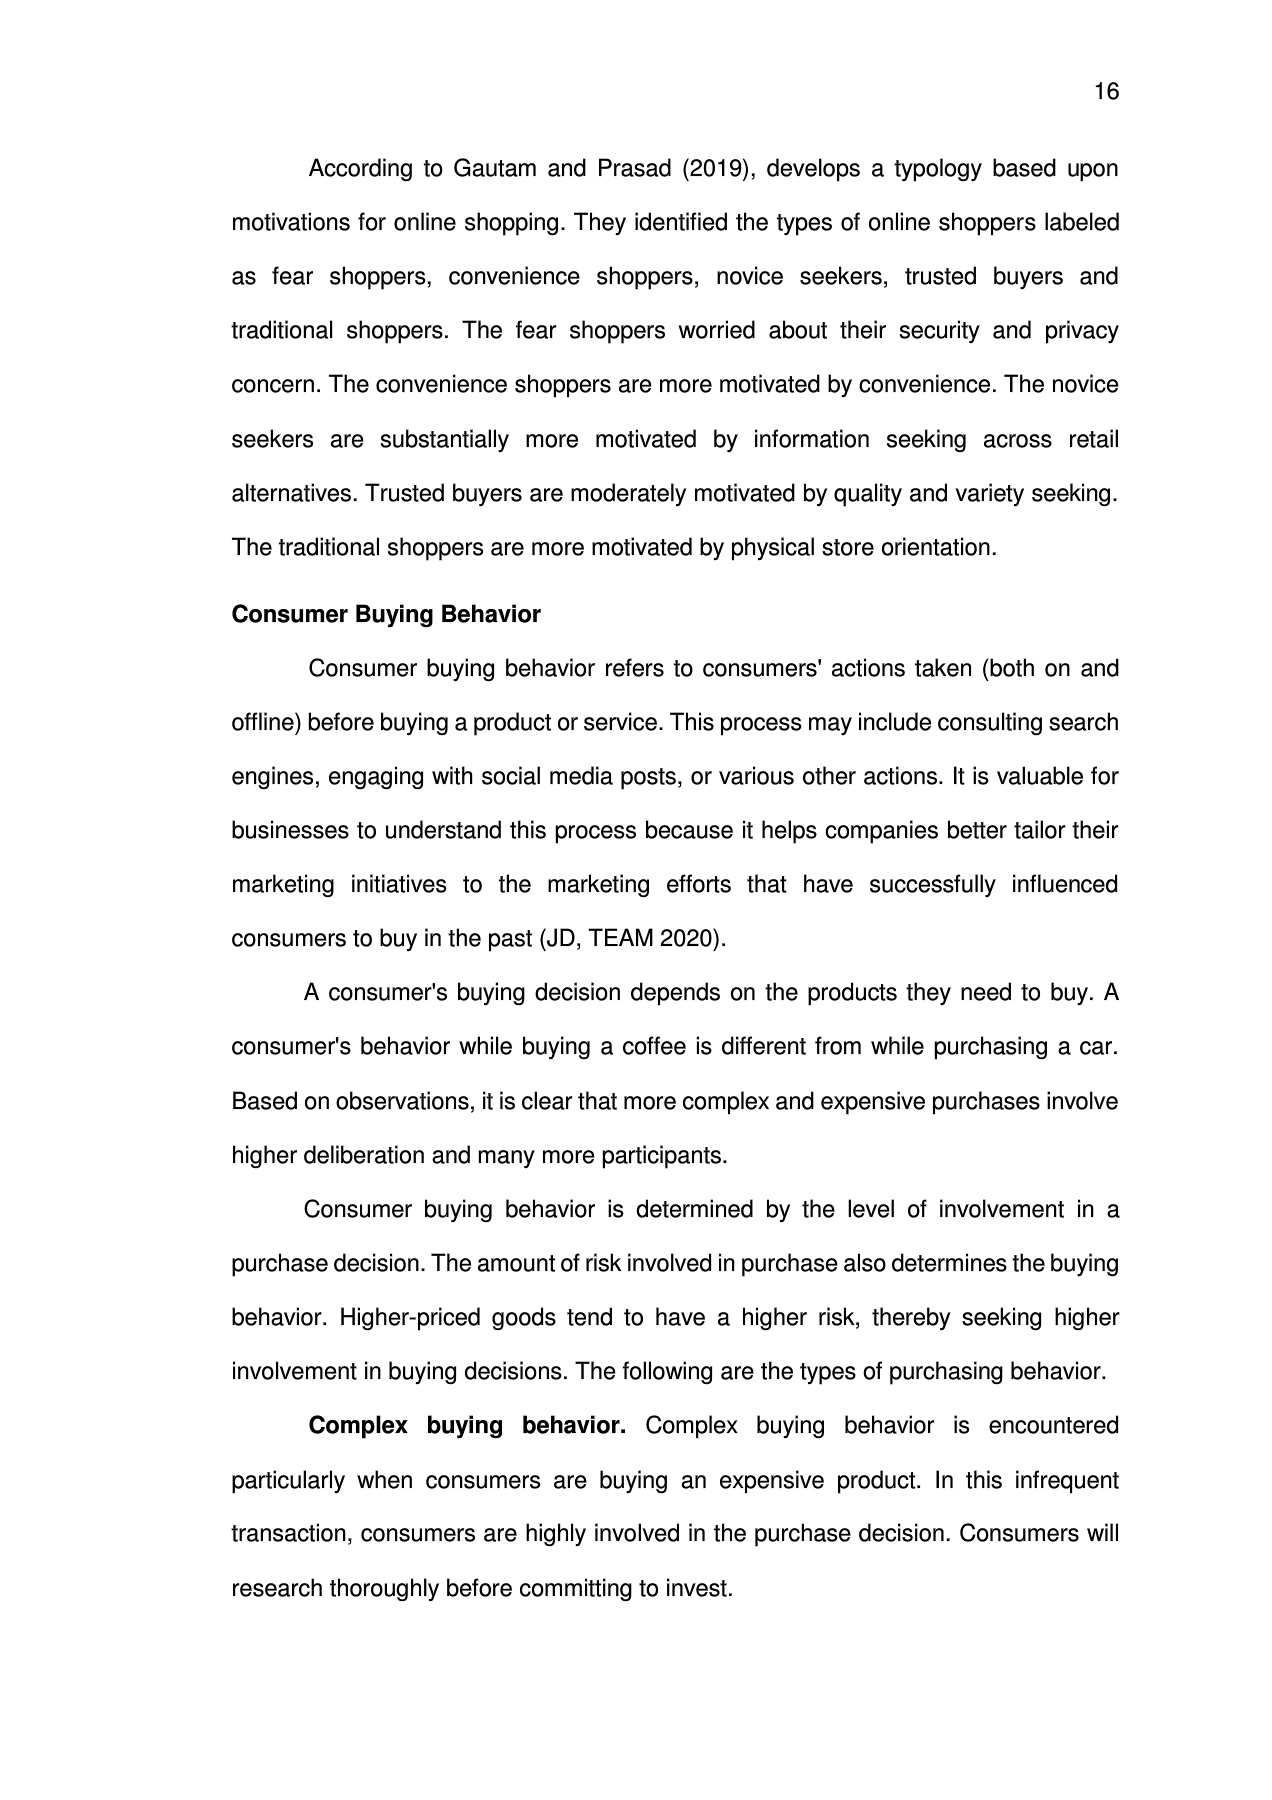 16
According to Gautam and Prasad (2019), develops a typology based upon
motivations for online shopping. They identified the types of online shoppers labeled
as fear shoppers, convenience shoppers, novice seekers, trusted buyers and
traditional shoppers. The fear shoppers worried about their security and privacy
concern. The convenience shoppers are more motivated by convenience. The novice
seekers are substantially more motivated by information seeking across retail
alternatives. Trusted buyers are moderately motivated by quality and variety seeking.
The traditional shoppers are more motivated by physical store orientation.
Consumer Buying Behavior
Consumer buying behavior refers to consumers' actions taken (both on and
offline) before buying a product or service. This process may include consulting search
engines, engaging with social media posts, or various other actions. It is valuable for
businesses to understand this process because it helps companies better tailor their
marketing initiatives to the marketing efforts that have successfully influenced
consumers to buy in the past (JD, TEAM 2020).
A consumer's buying decision depends on the products they need to buy. A
consumer's behavior while buying a coffee is different from while purchasing a car.
Based on observations, it is clear that more complex and expensive purchases involve
higher deliberation and many more participants.
Consumer buying behavior is determined by the level of involvement in a
purchase decision. The amount of risk involved in purchase also determines the buying
behavior. Higher-priced goods tend to have a higher risk, thereby seeking higher
involvement in buying decisions. The following are the types of purchasing behavior.
Complex buying behavior. Complex buying behavior is encountered
particularly when consumers are buying an expensive product. In this infrequent
transaction, consumers are highly involved in the purchase decision. Consumers will
research thoroughly before committing to invest.